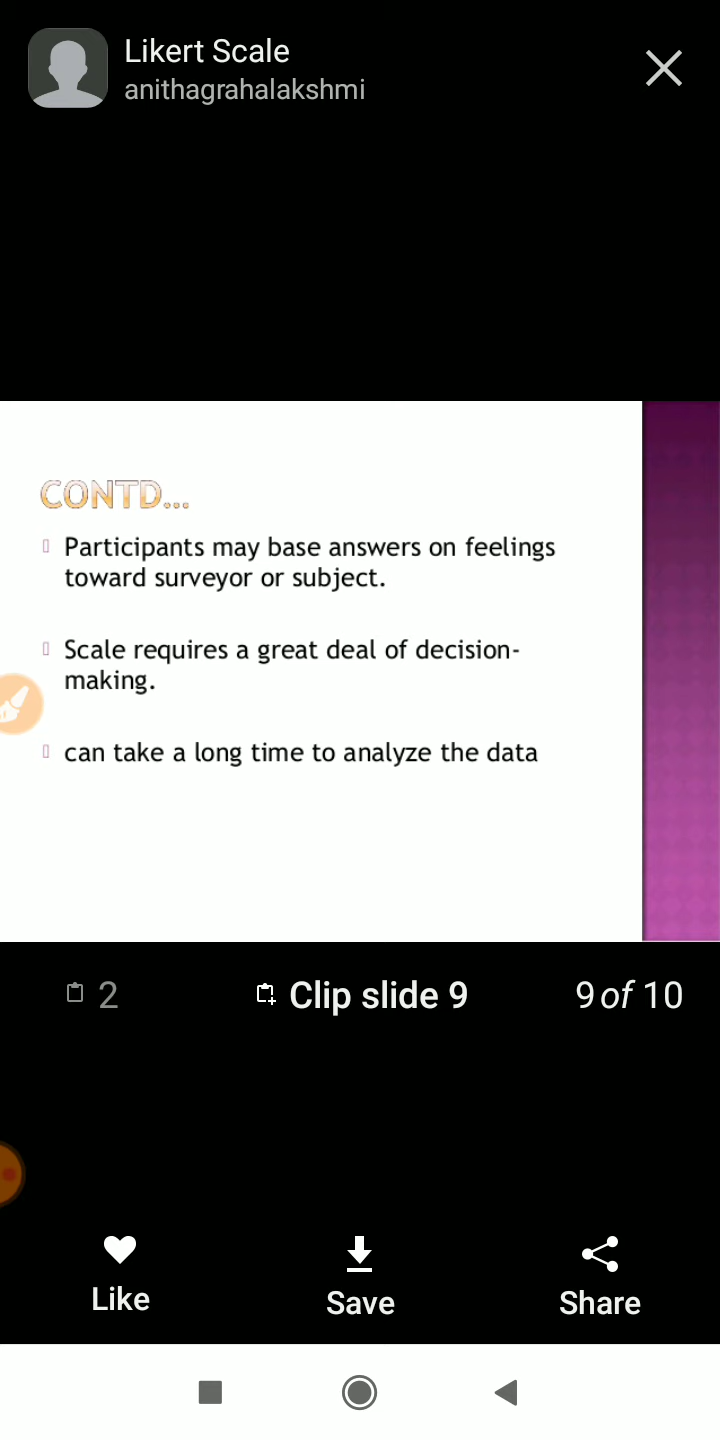 Likert Scale
anithagrahalakshmi
CONTD...
Participants may base answers on feelings
toward surveyor or subject.
Scale requires a great deal of decision-
making.
can take a long time to analyze the data
2
Clip slide 9
9 of 10
Like
Save
Share